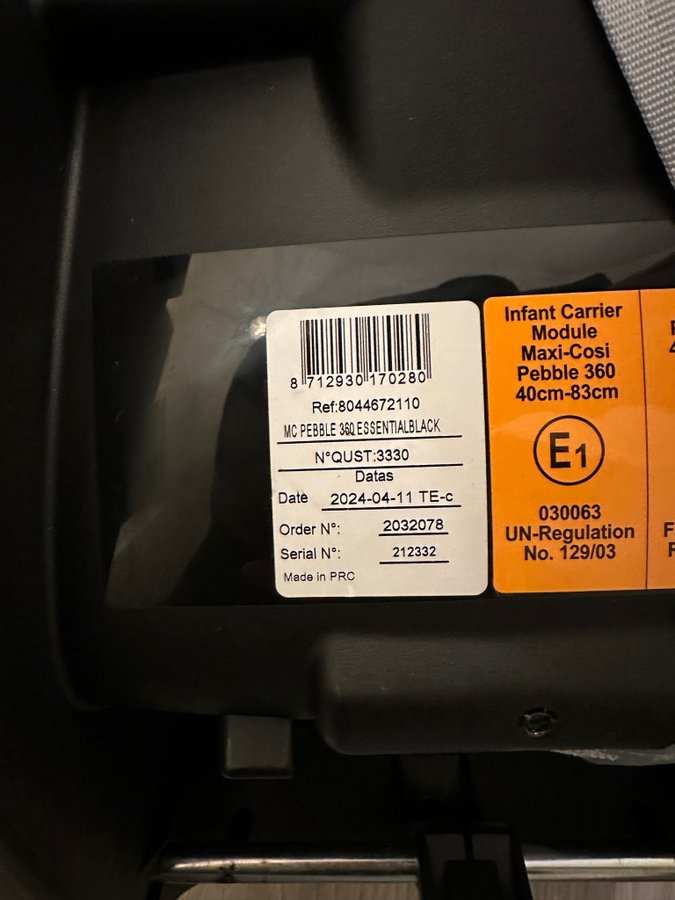 8 712930 170280
Ref:8044672110
MC PEBBLE 360 ESSENTIALBLACK
N°QUST:3330
Datas
Date 2024-04-11 TE-c
Order N°: 2032078
Serial N°: 212332
Made in PRC
Infant Carrier
Module
Maxi-Cosi
Pebble 360
40cm-83cm
E1
030063
UN-Regulation
No. 129/03